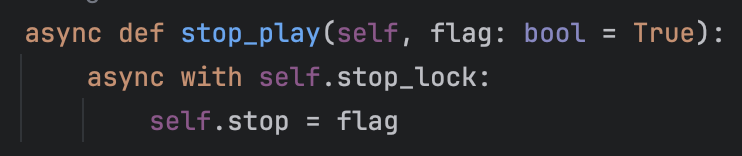 async def stop_play(self, flag: bool = True):
    async with self.stop_lock:
        self.stop = flag